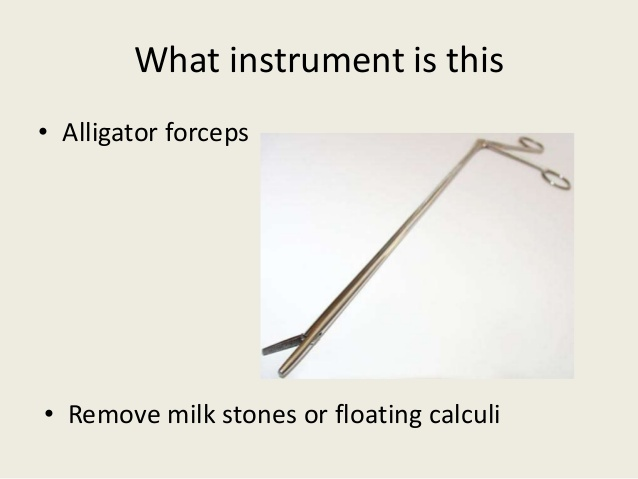 What instrument is this
• Alligator forceps
• Remove milk stones or floating calculi